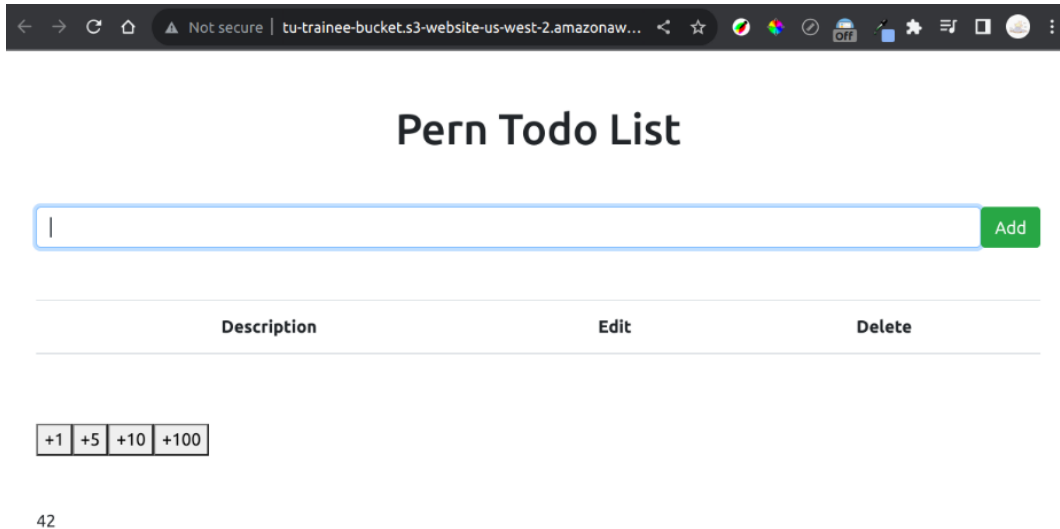 Not secure | tu-trainee-bucket.s3-website-us-west-2.amazonaw...
Off
Pern Todo List
Add
Description Edit Delete
+1 +5 +10 +100
42